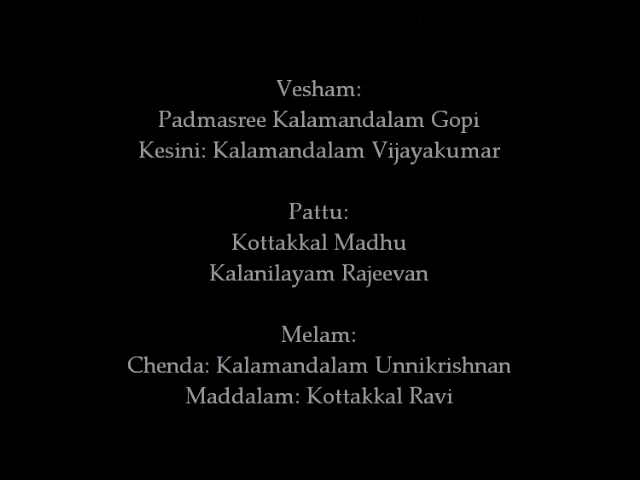 Vesham:
Padmasree Kalamandalam Gopi
Kesini: Kalamandalam Vijayakumar
Pattu:
Kottakkal Madhu
Kalanilayam Rajeevan
Melam:
Chenda: Kalamandalam Unnikrishnan
Maddalam: Kottakkal Ravi